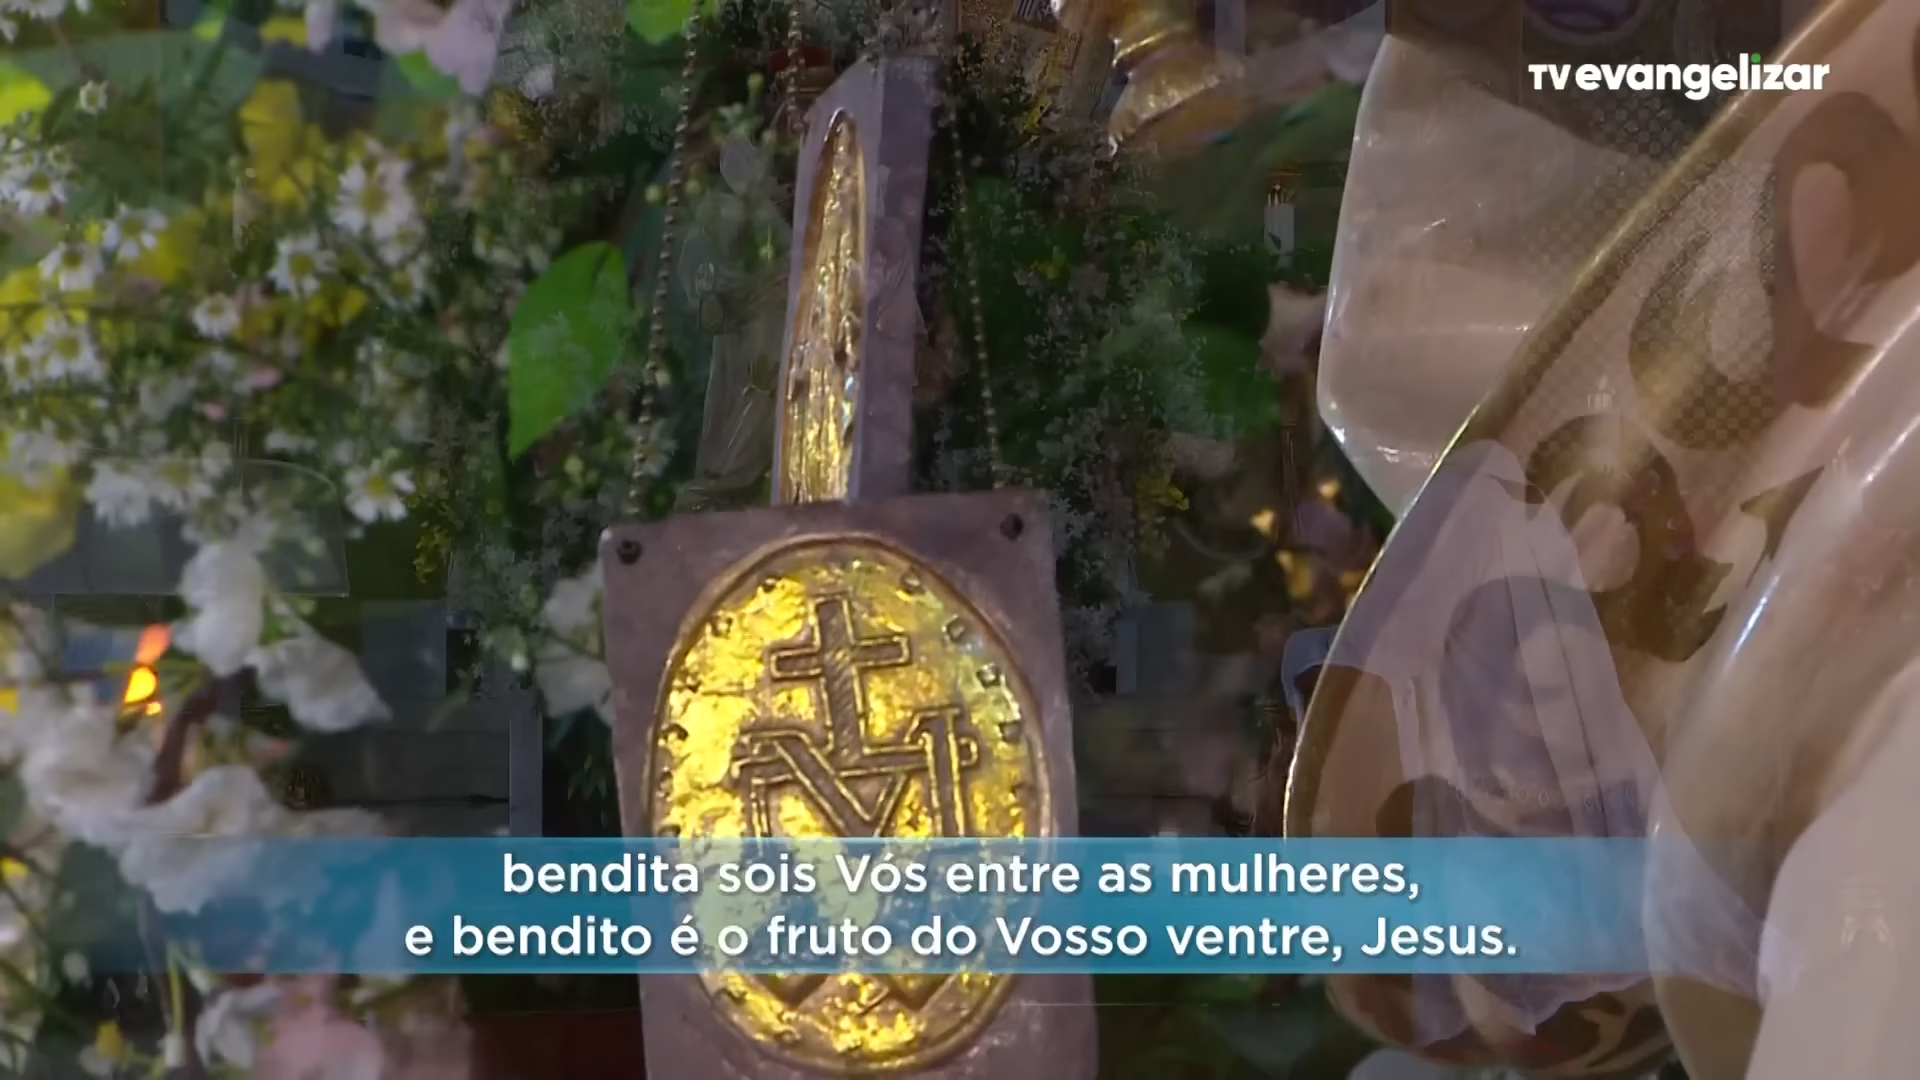 TV evangelizar
bendita sois Vós entre as mulheres,
e bendito é o fruto do Vosso ventre, Jesus.